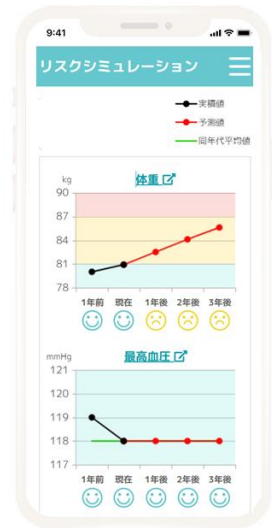 9:41
リスクシミュレーション
実績値
予測値
同年代平均値
kg 体重
90
87
84
81
78
1年前 現在 1年後 2年後 3年後
mmHg 最高血圧
121
120
119
118
117
1年前 現在 1年後 2年後 3年後